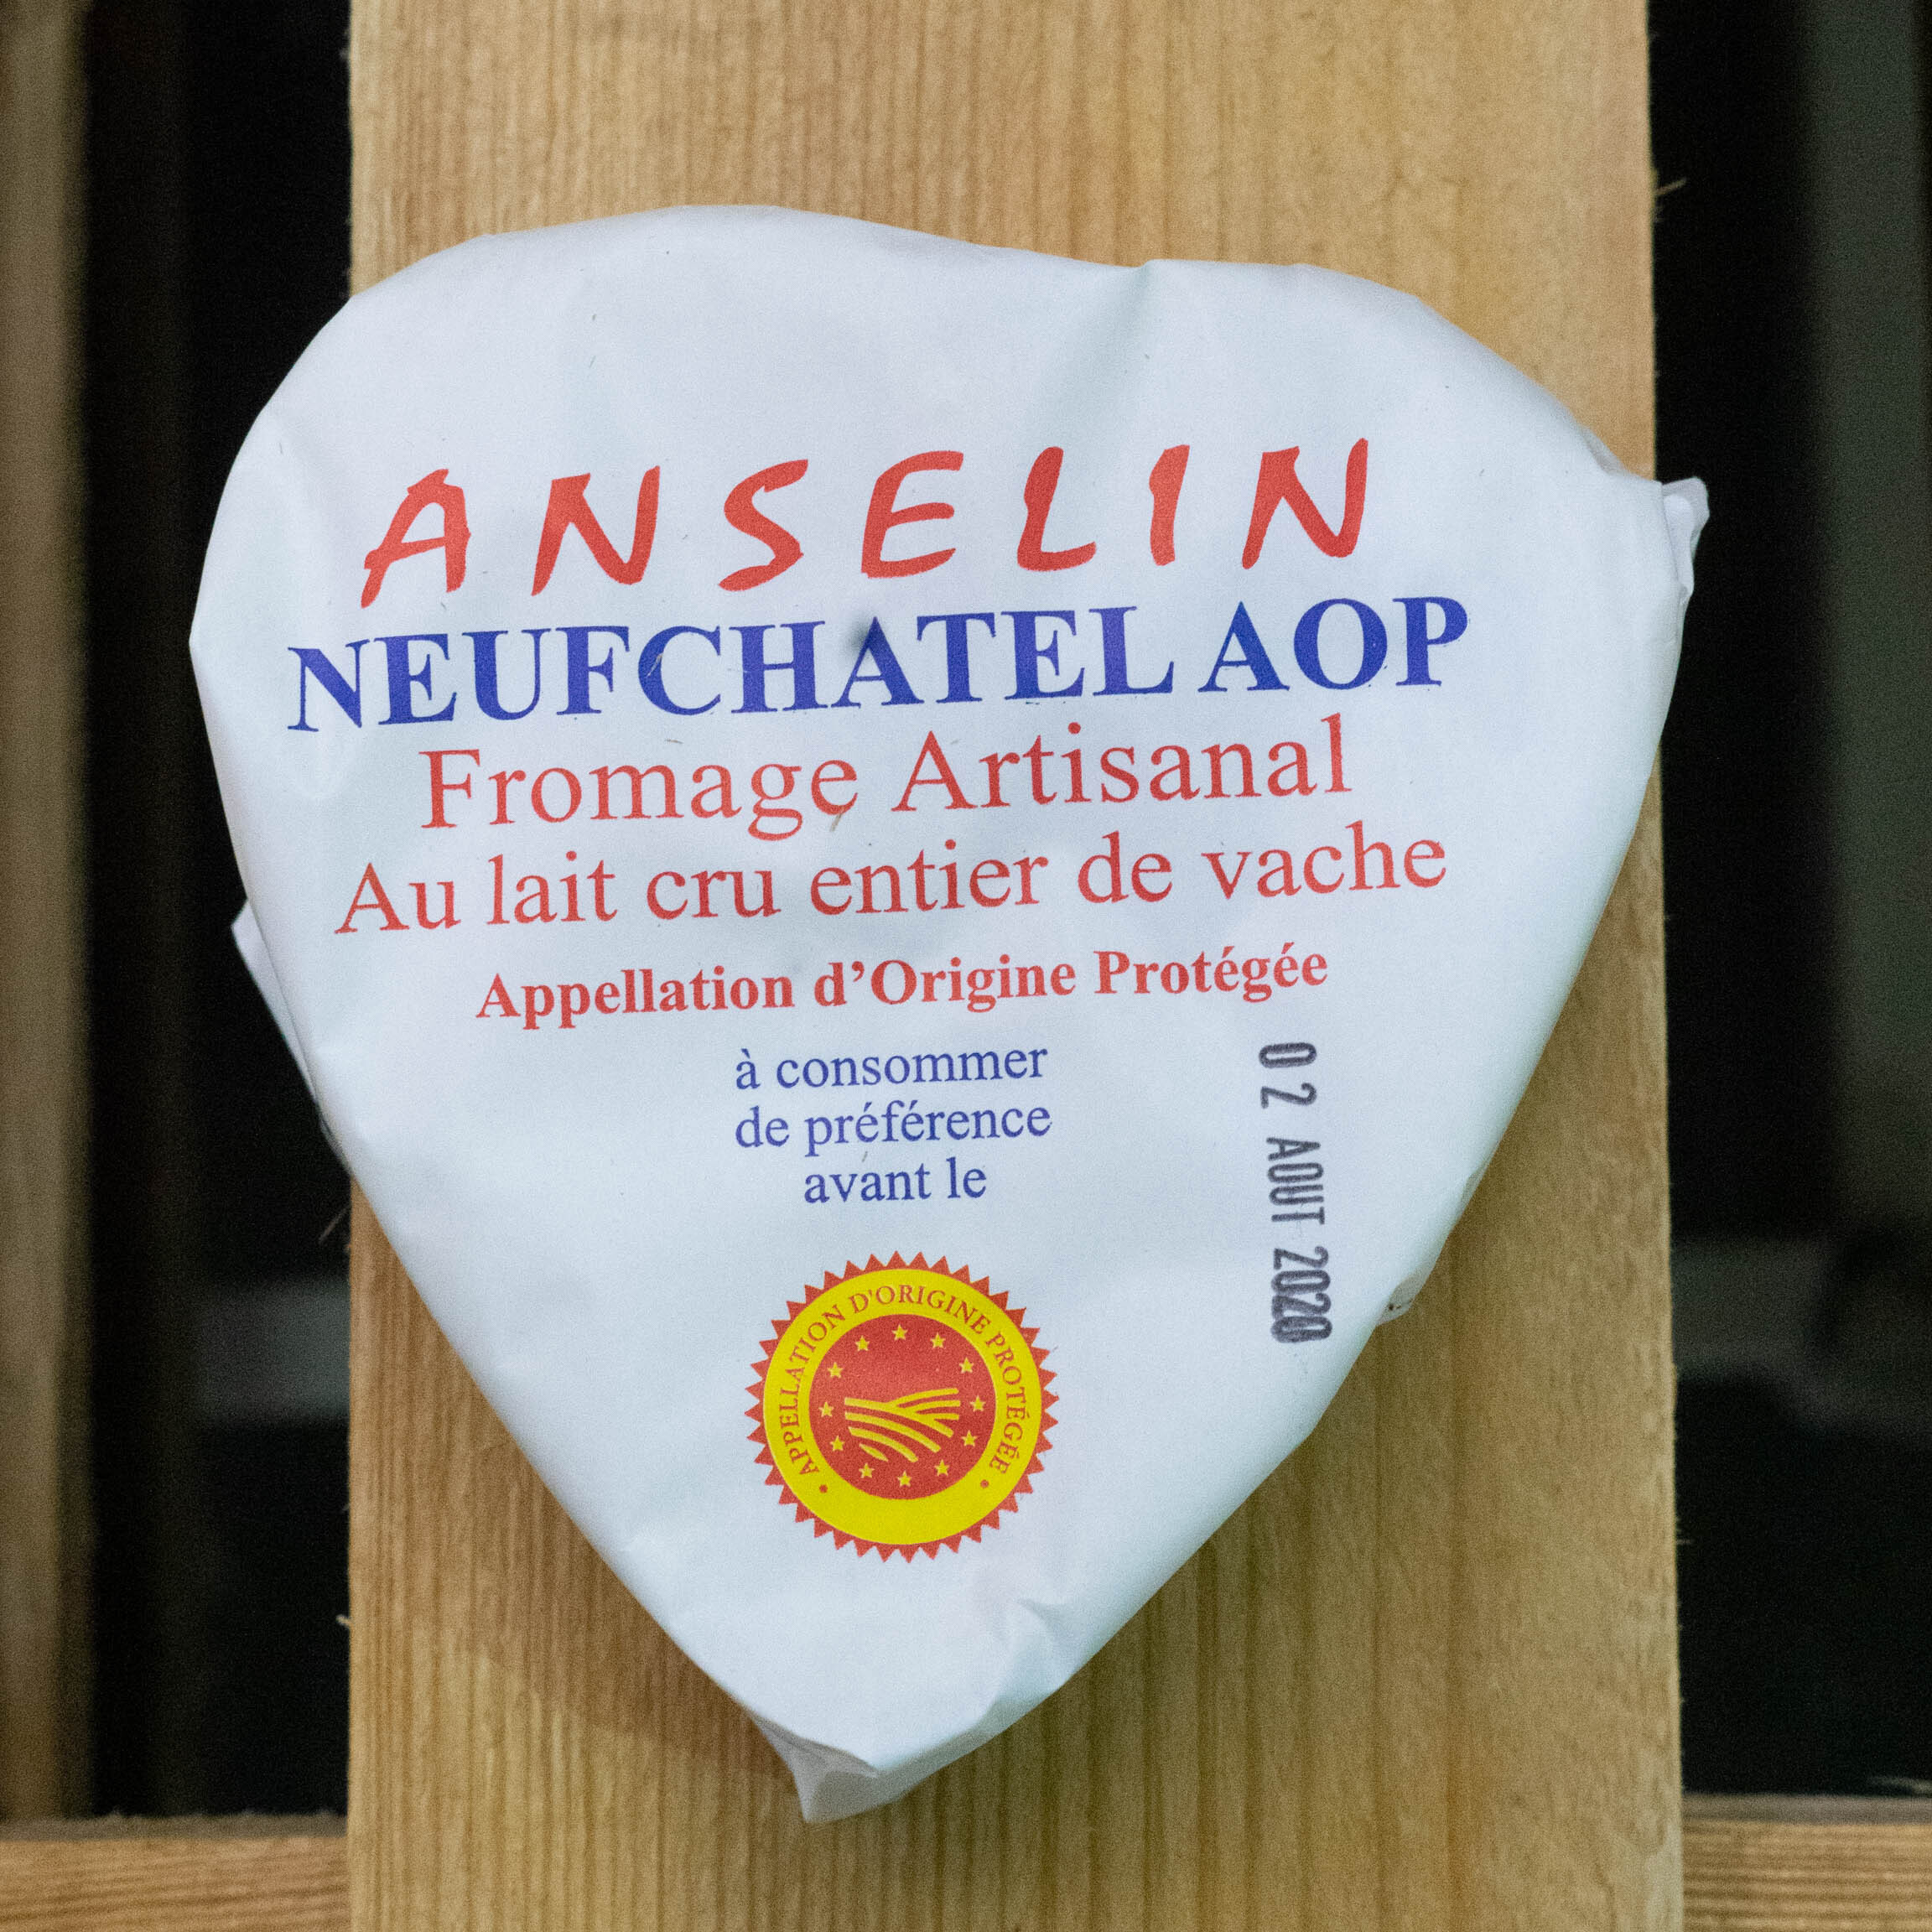 ANSELIN
NEUFCHATEL AOP
Fromage Artisanal
Au lait cru entier de vache
Appellation d'Origine Protégée
à consommer
de préférence
avant le
02 AOUT 2020
APPELLATION D'ORIGINE PROTÉGÉE